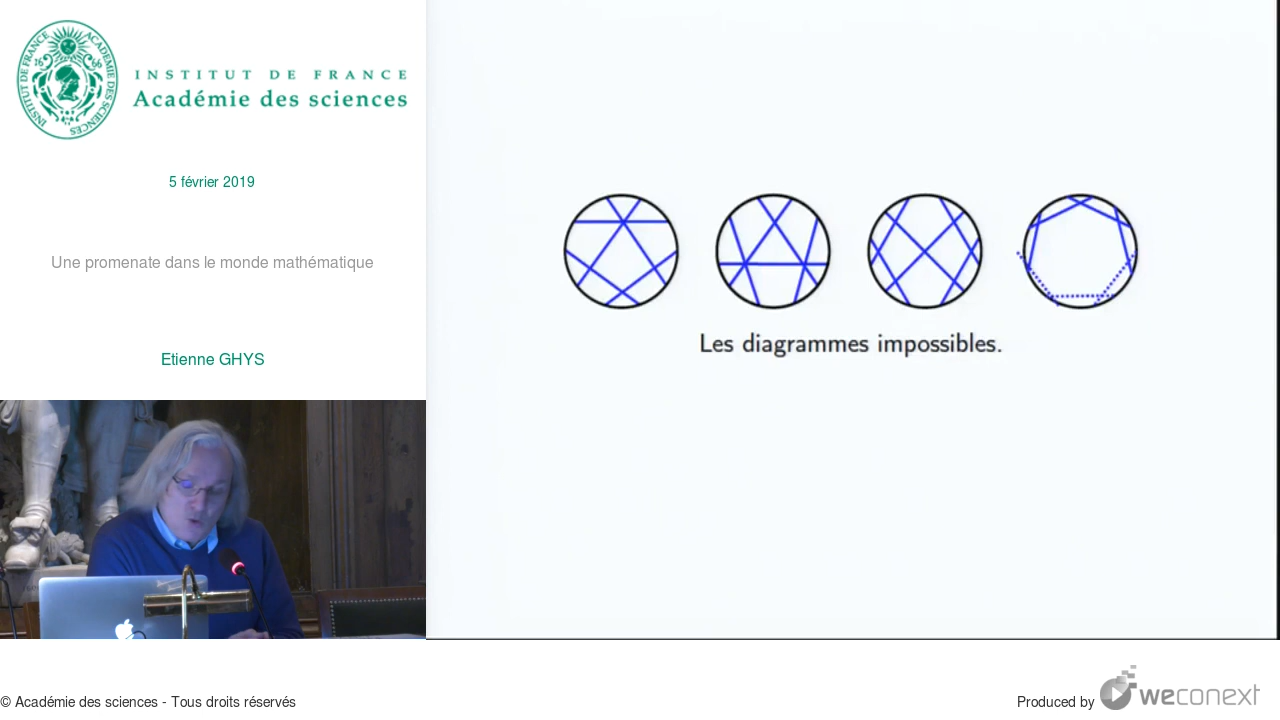 INSTITUT DE FRANCE
Académie des sciences
5 février 2019
Une promenate dans le monde mathématique
Etienne GHYS
Les diagrammes impossibles.
© Académie des sciences - Tous droits réservés
Produced by weconext